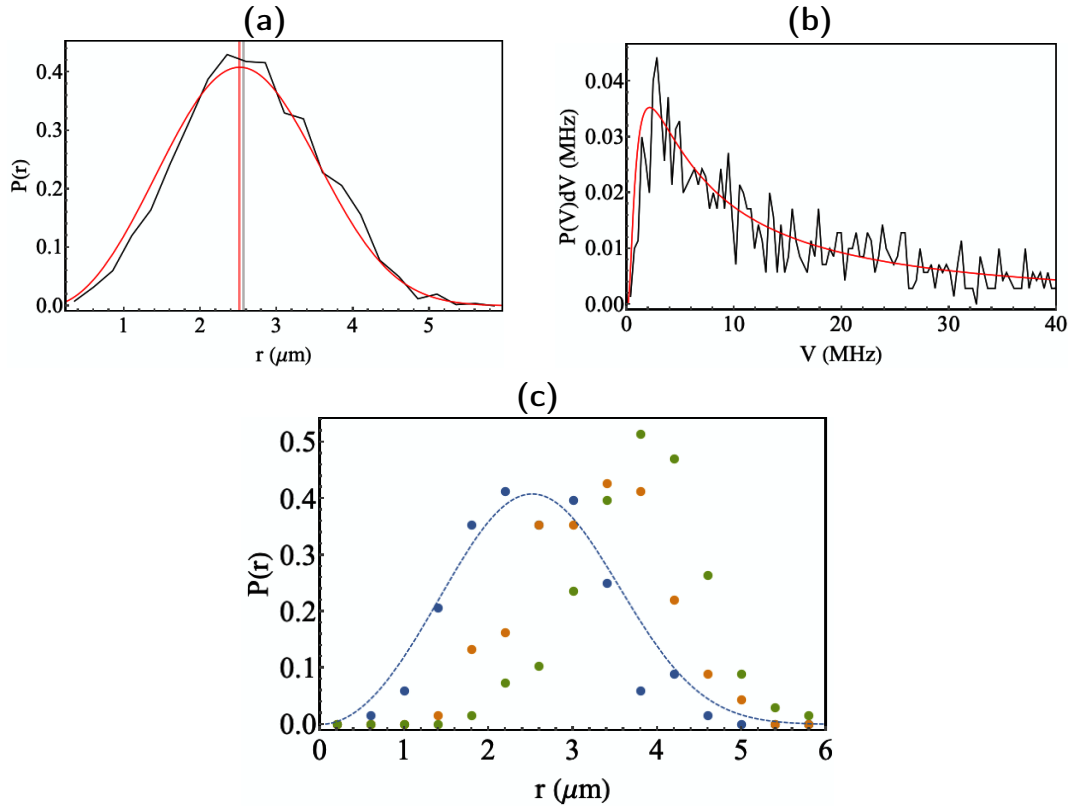 (a)
P(r)
0.4
0.3
0.2
0.1
0.0
1 2 3 4 5
r (μm)
(b)
P(V)dV (MHz)
0.04
0.03
0.02
0.01
0.00
0 10 20 30 40
V (MHz)
(c)
P(r)
0.5
0.4
0.3
0.2
0.1
0.0
0 1 2 3 4 5 6
r (μm)